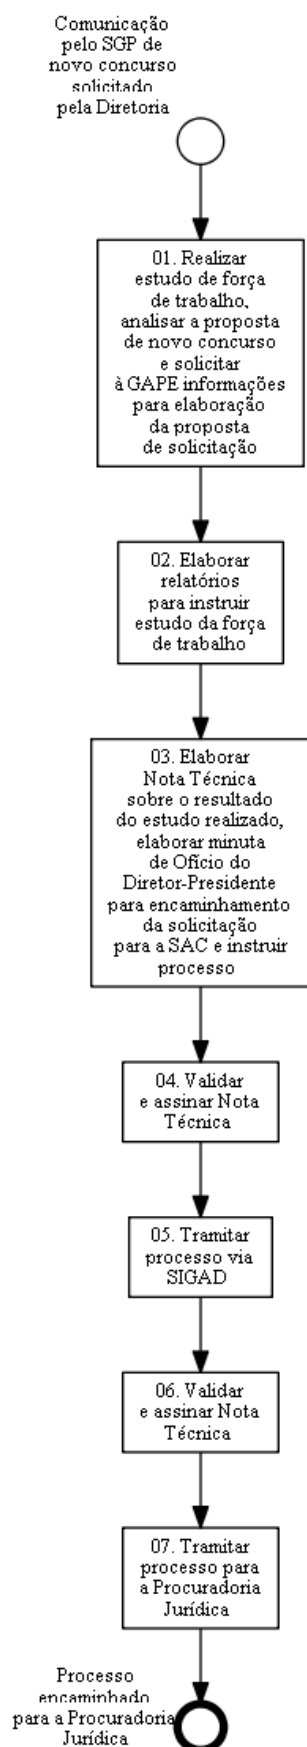 Comunicação
pelo SGP de
novo concurso
solicitado
pela Diretoria
01. Realizar
estudo de força
de trabalho,
analisar a proposta
de novo concurso
e solicitar
à GAPE informações
para elaboração
da proposta
de solicitação
02. Elaborar
relatórios
para instruir
estudo da força
de trabalho
03. Elaborar
Nota Técnica
sobre o resultado
do estudo realizado,
elaborar minuta
de Ofício do
Diretor-Presidente
para encaminhamento
da solicitação
para a SAC e instruir
processo
04. Validar
e assinar Nota
Técnica
05. Tramitar
processo via
SIGAD
06. Validar
e assinar Nota
Técnica
07. Tramitar
processo para
a Procuradoria
Jurídica
Processo
encaminhado
para a Procuradoria
Jurídica